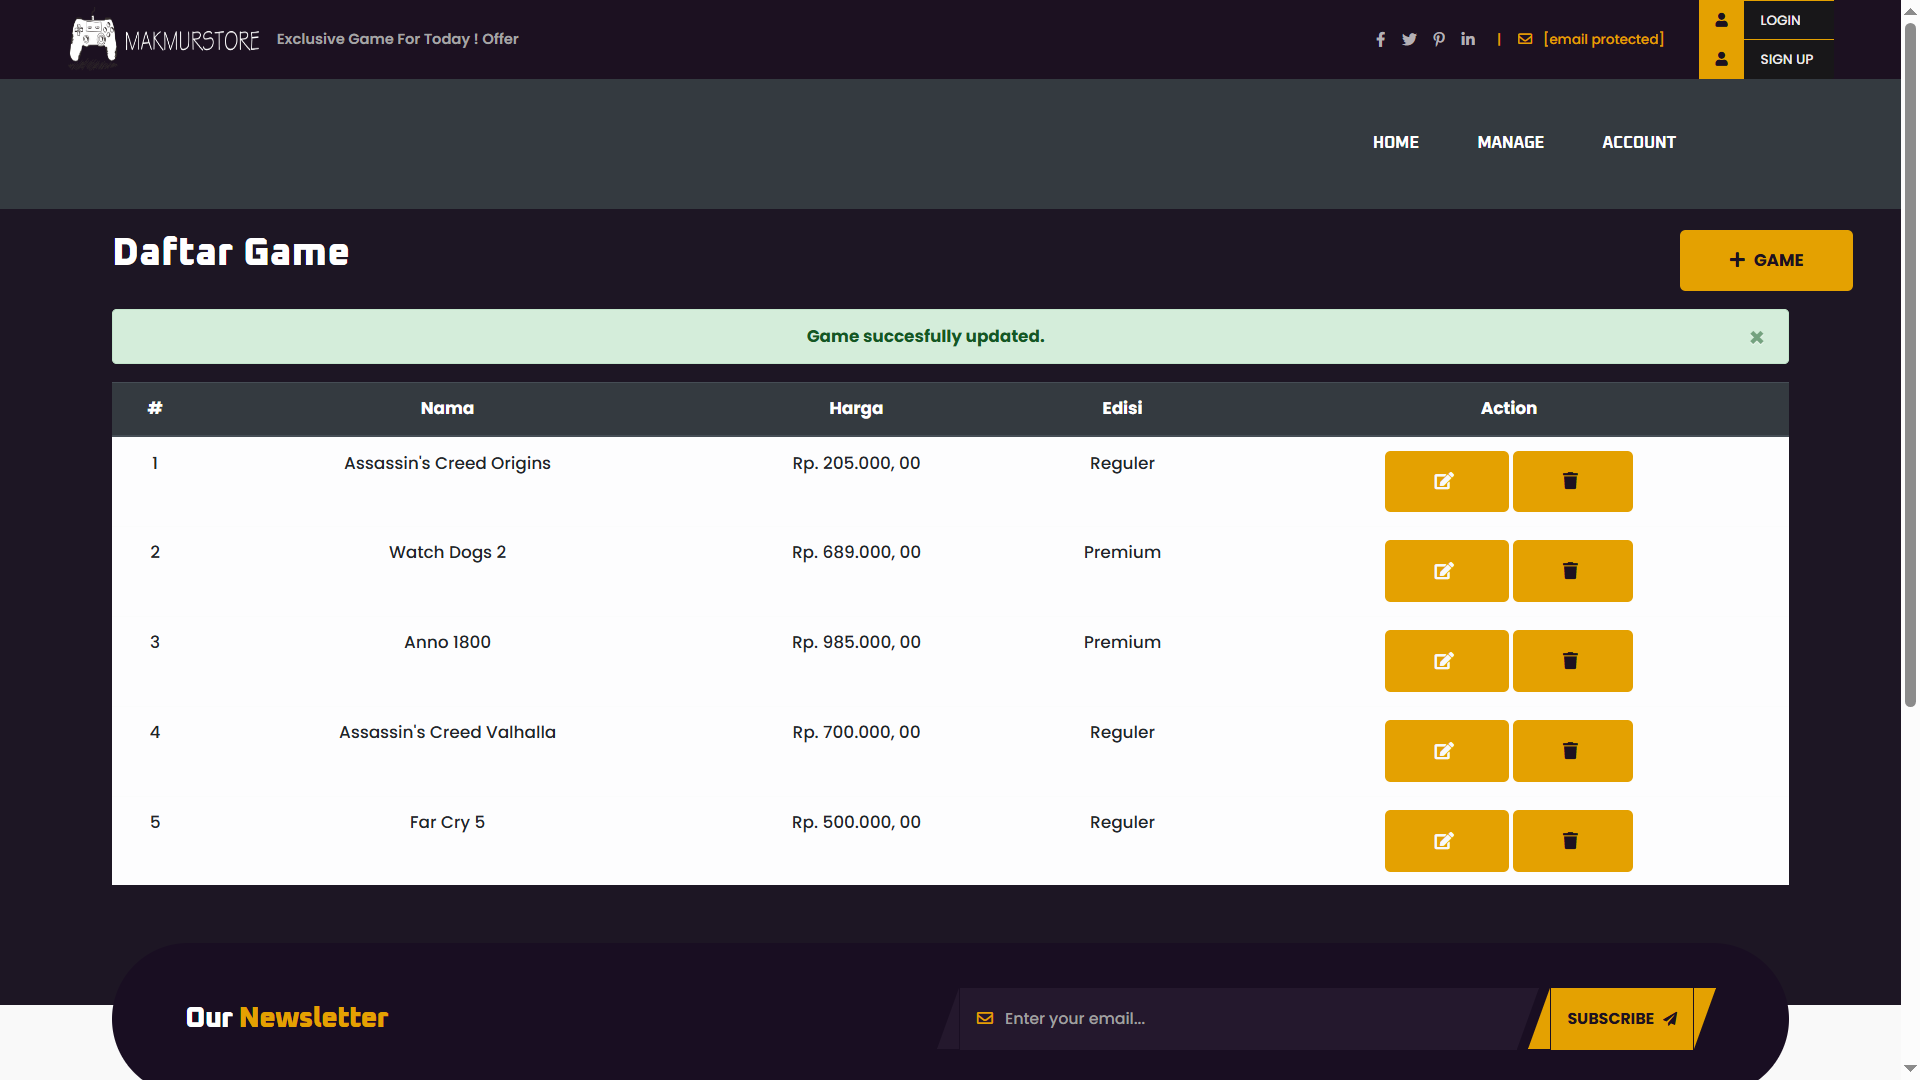 MAKMURSTORE
Exclusive Game For Today ! Offer
| [email protected]
LOGIN
SIGN UP
HOME MANAGE ACCOUNT
Daftar Game
GAME
Game succesfully updated.
×
# Nama Harga Edisi Action
1 Assassin's Creed Origins Rp. 205.000, 00 Reguler
2 Watch Dogs 2 Rp. 689.000, 00 Premium
3 Anno 1800 Rp. 985.000, 00 Premium
4 Assassin's Creed Valhalla Rp. 700.000, 00 Reguler
5 Far Cry 5 Rp. 500.000, 00 Reguler
Our Newsletter
Enter your email...
SUBSCRIBE